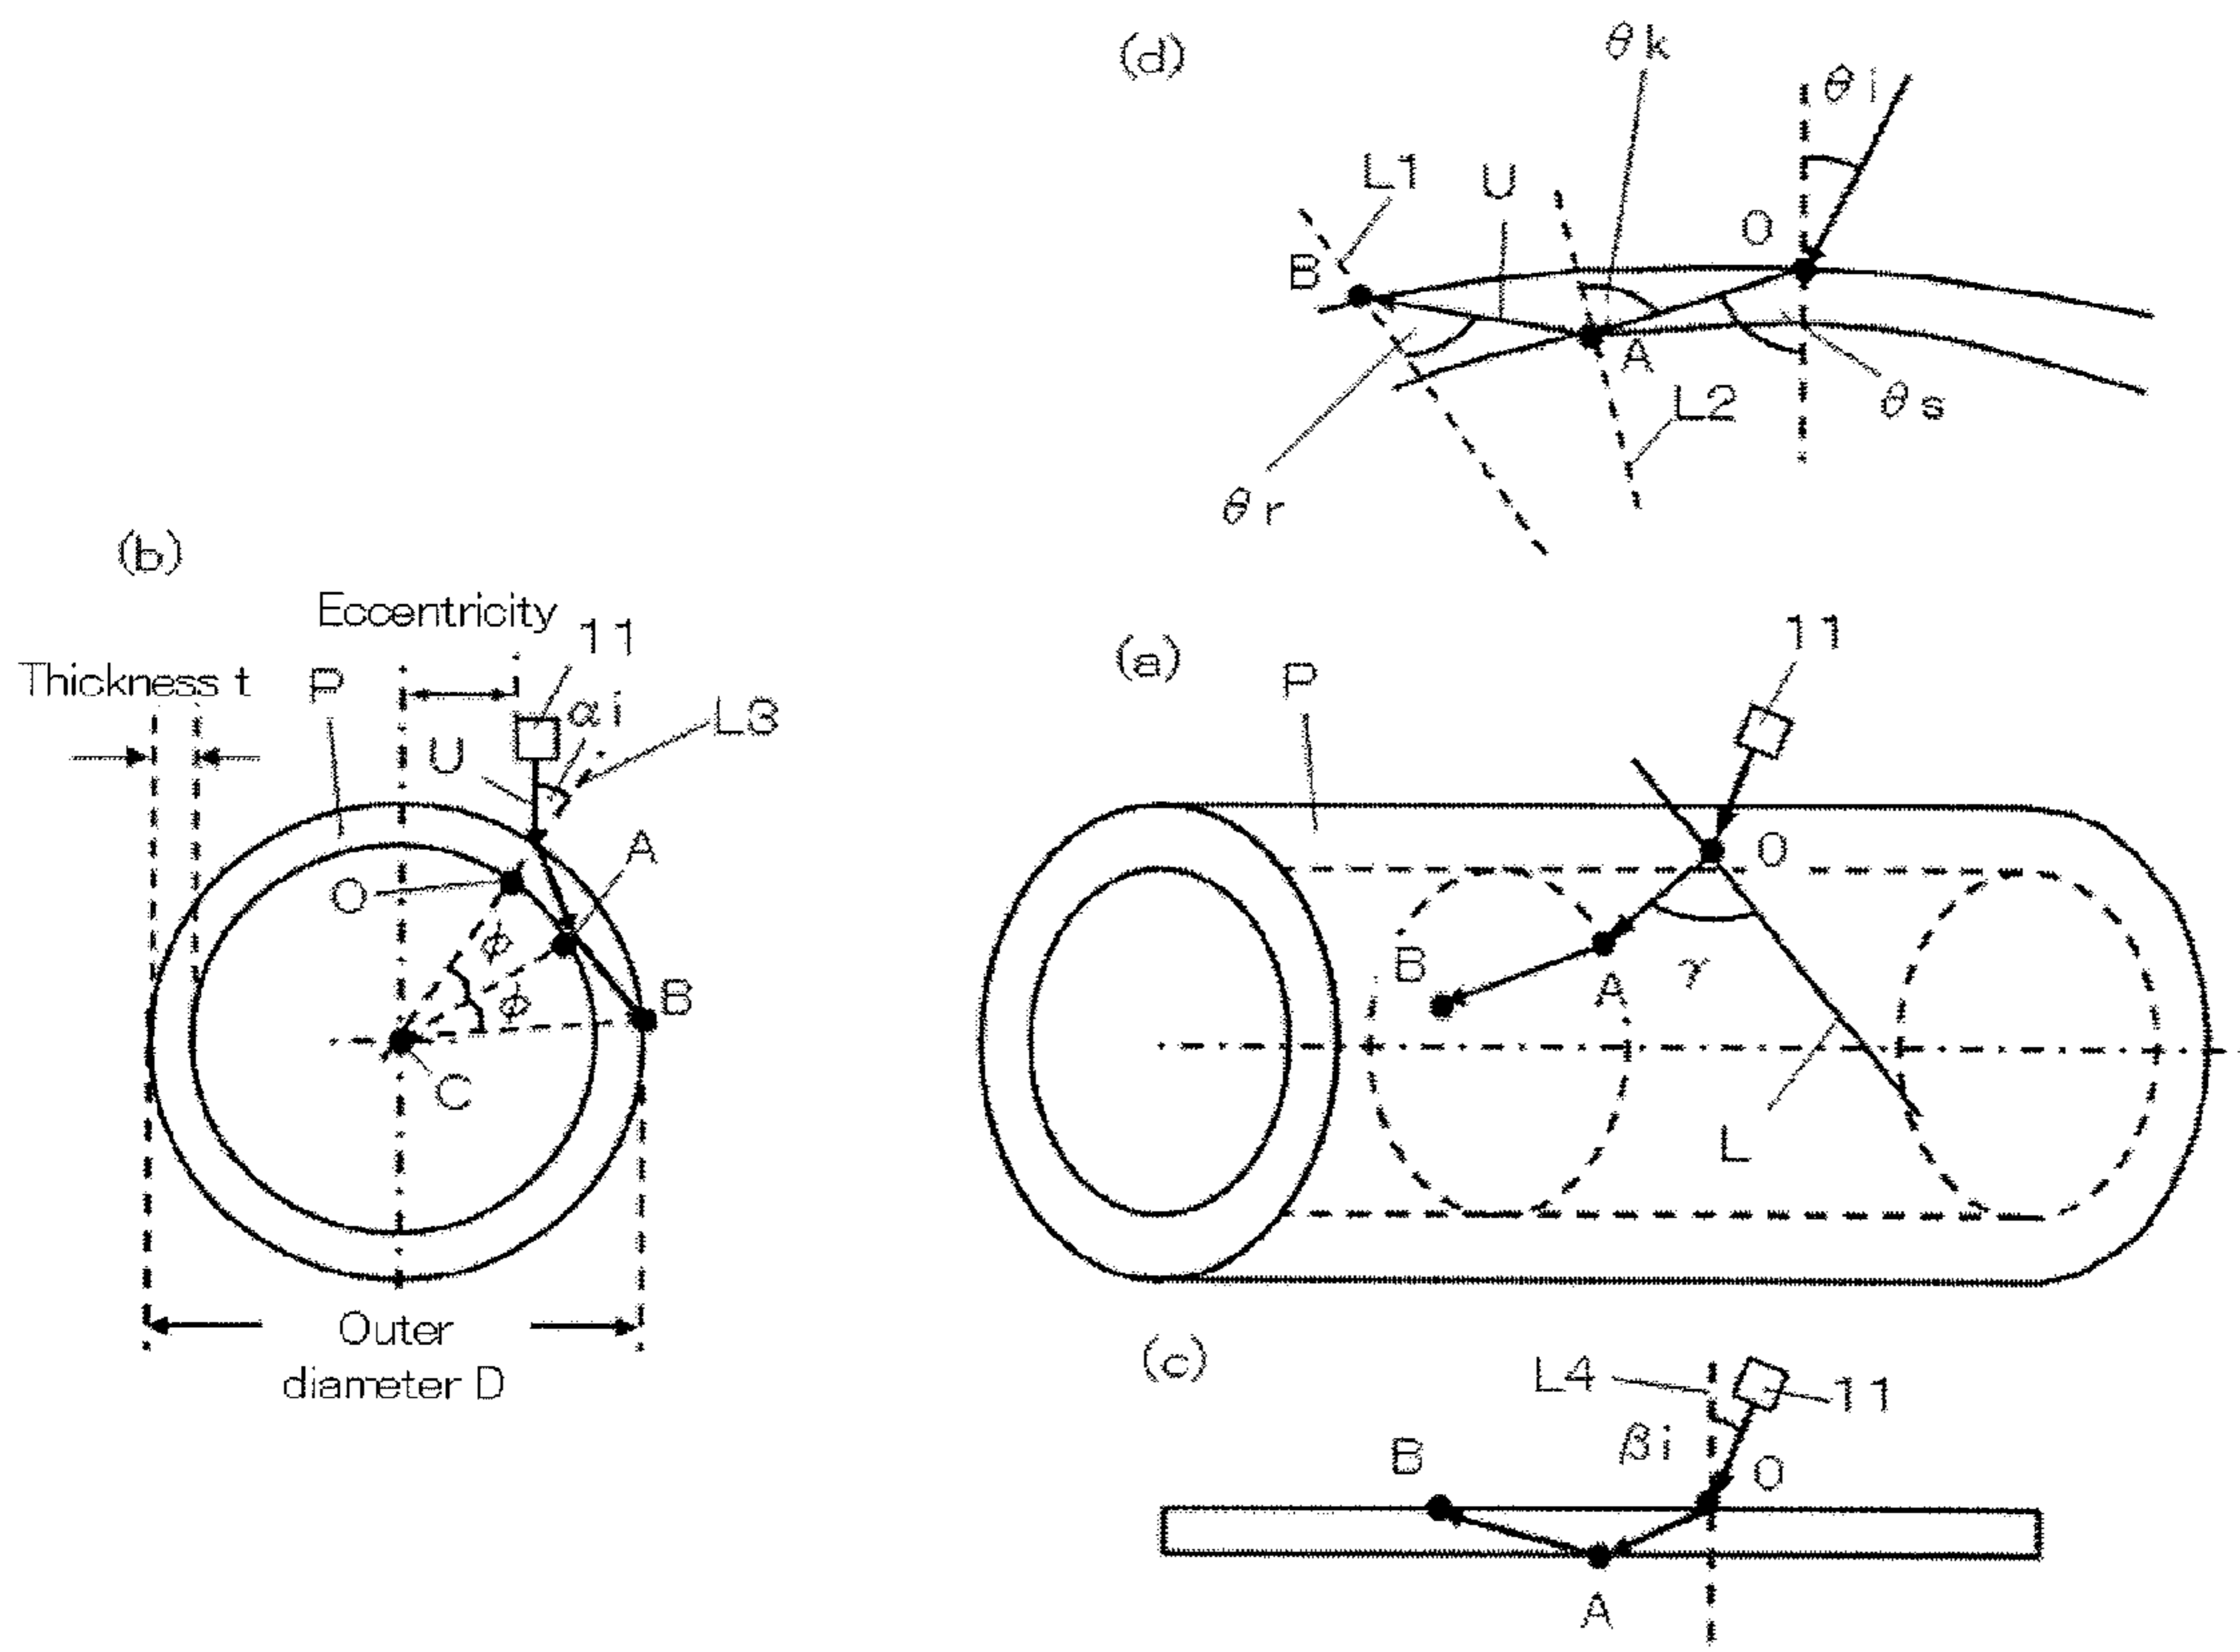 (d)
θk
θi
L1
U
O
B
A
L2
θs
θr
(b)
Eccentricity
11
Thickness t
P
αi
L3
U
A
O
ϕ
ϕ
B
C
Outer
diameter D
(a)
11
P
O
B
A
γ
L
(c)
L4
11
βi
B
O
A